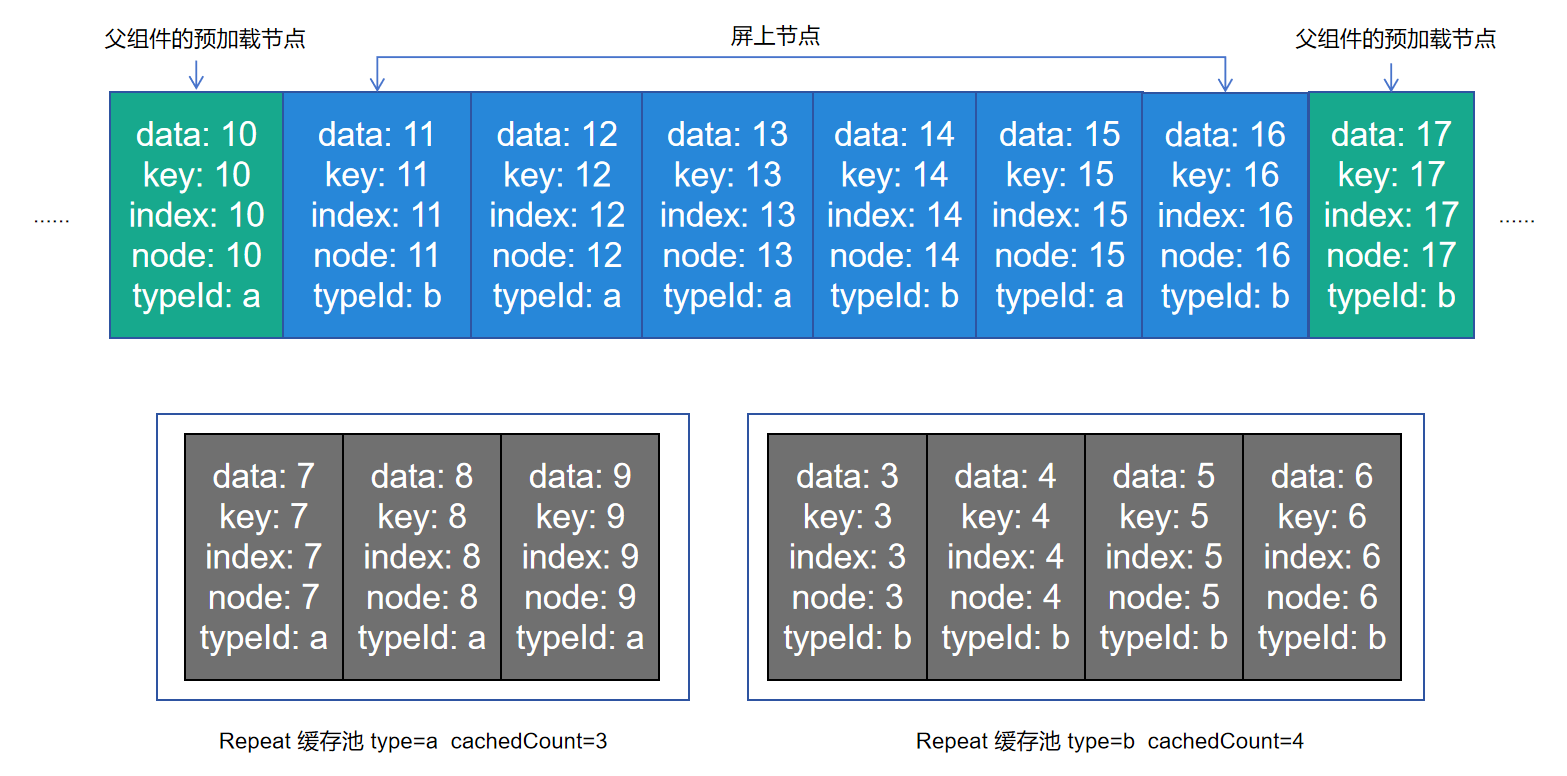 父组件的预加载节点
屏上节点
父组件的预加载节点
......
data: 10
key: 10
index: 10
node: 10
typeId: a
data: 11
key: 11
index: 11
node: 11
typeId: b
data: 12
key: 12
index: 12
node: 12
typeId: a
data: 13
key: 13
index: 13
node: 13
typeId: a
data: 14
key: 14
index: 14
node: 14
typeId: b
data: 15
key: 15
index: 15
node: 15
typeId: a
data: 16
key: 16
index: 16
node: 16
typeId: b
data: 17
key: 17
index: 17
node: 17
typeId: b
......
data: 7
key: 7
index: 7
node: 7
typeId: a
data: 8
key: 8
index: 8
node: 8
typeId: a
data: 9
key: 9
index: 9
node: 9
typeId: a
Repeat 缓存池 type=a  cachedCount=3
data: 3
key: 3
index: 3
node: 3
typeId: b
data: 4
key: 4
index: 4
node: 4
typeId: b
data: 5
key: 5
index: 5
node: 5
typeId: b
data: 6
key: 6
index: 6
node: 6
typeId: b
Repeat 缓存池 type=b  cachedCount=4